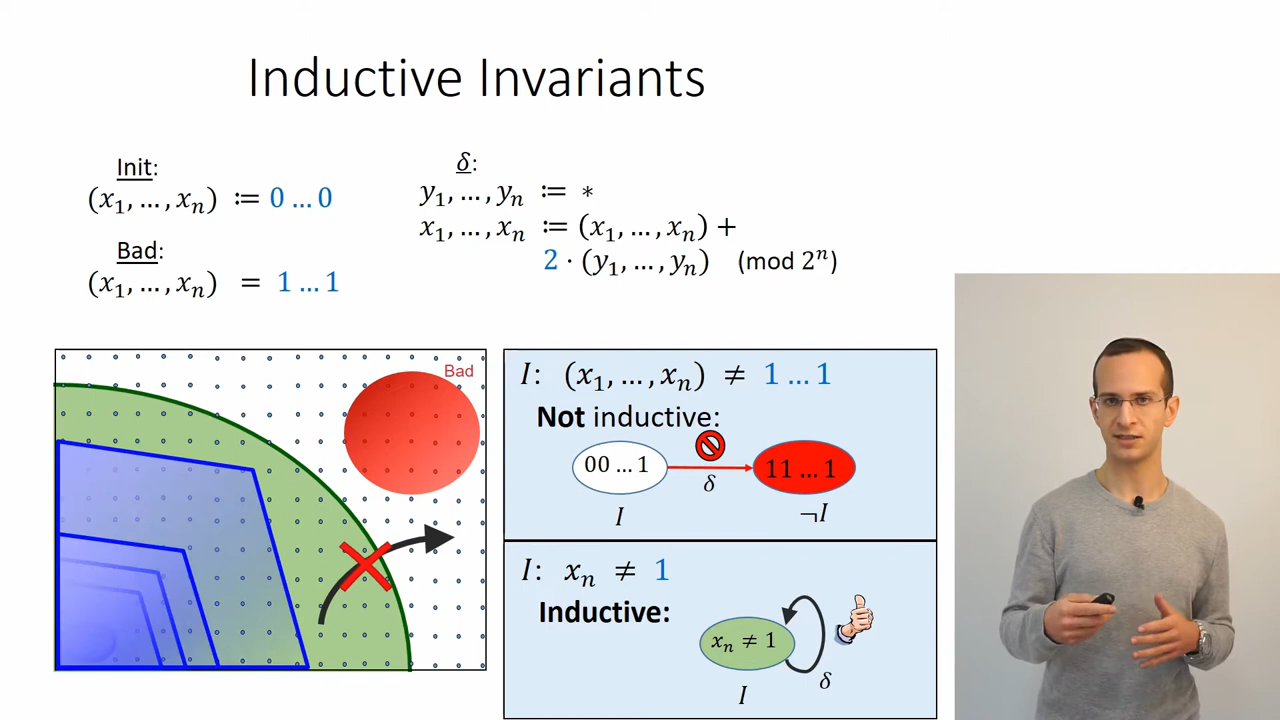 Inductive Invariants
Init:
(x₁, …, xₙ) ≔ 0 … 0
Bad:
(x₁, …, xₙ) = 1 … 1
δ:
y₁, …, yₙ ≔ ∗
x₁, …, xₙ ≔ (x₁, …, xₙ) +
2 · (y₁, …, yₙ) (mod 2ⁿ)
Bad
I: (x₁, …, xₙ) ≠ 1 … 1
Not inductive:
00 … 1
δ
11 … 1
I
¬I
I: xₙ ≠ 1
Inductive:
xₙ ≠ 1
δ
I